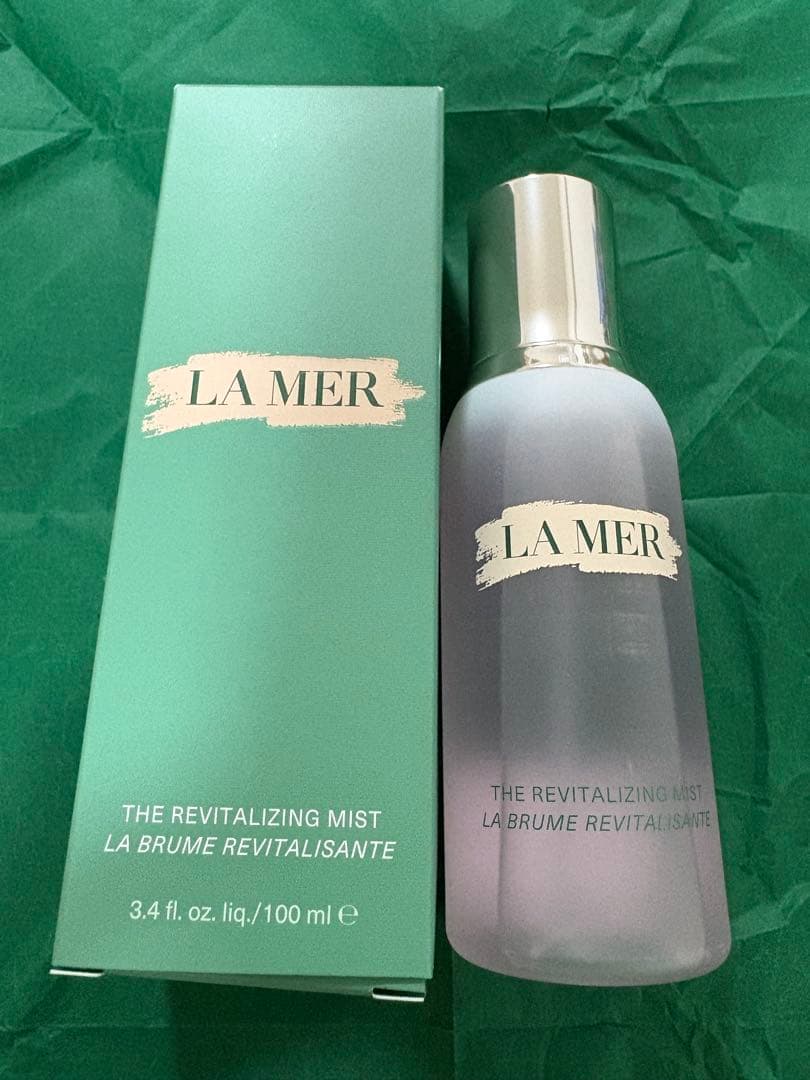 LA MER
THE REVITALIZING MIST
LA BRUME REVITALISANTE
3.4 fl. oz. liq./100 ml ℮
LA MER
THE REVITALIZING MIST
LA BRUME REVITALISANTE